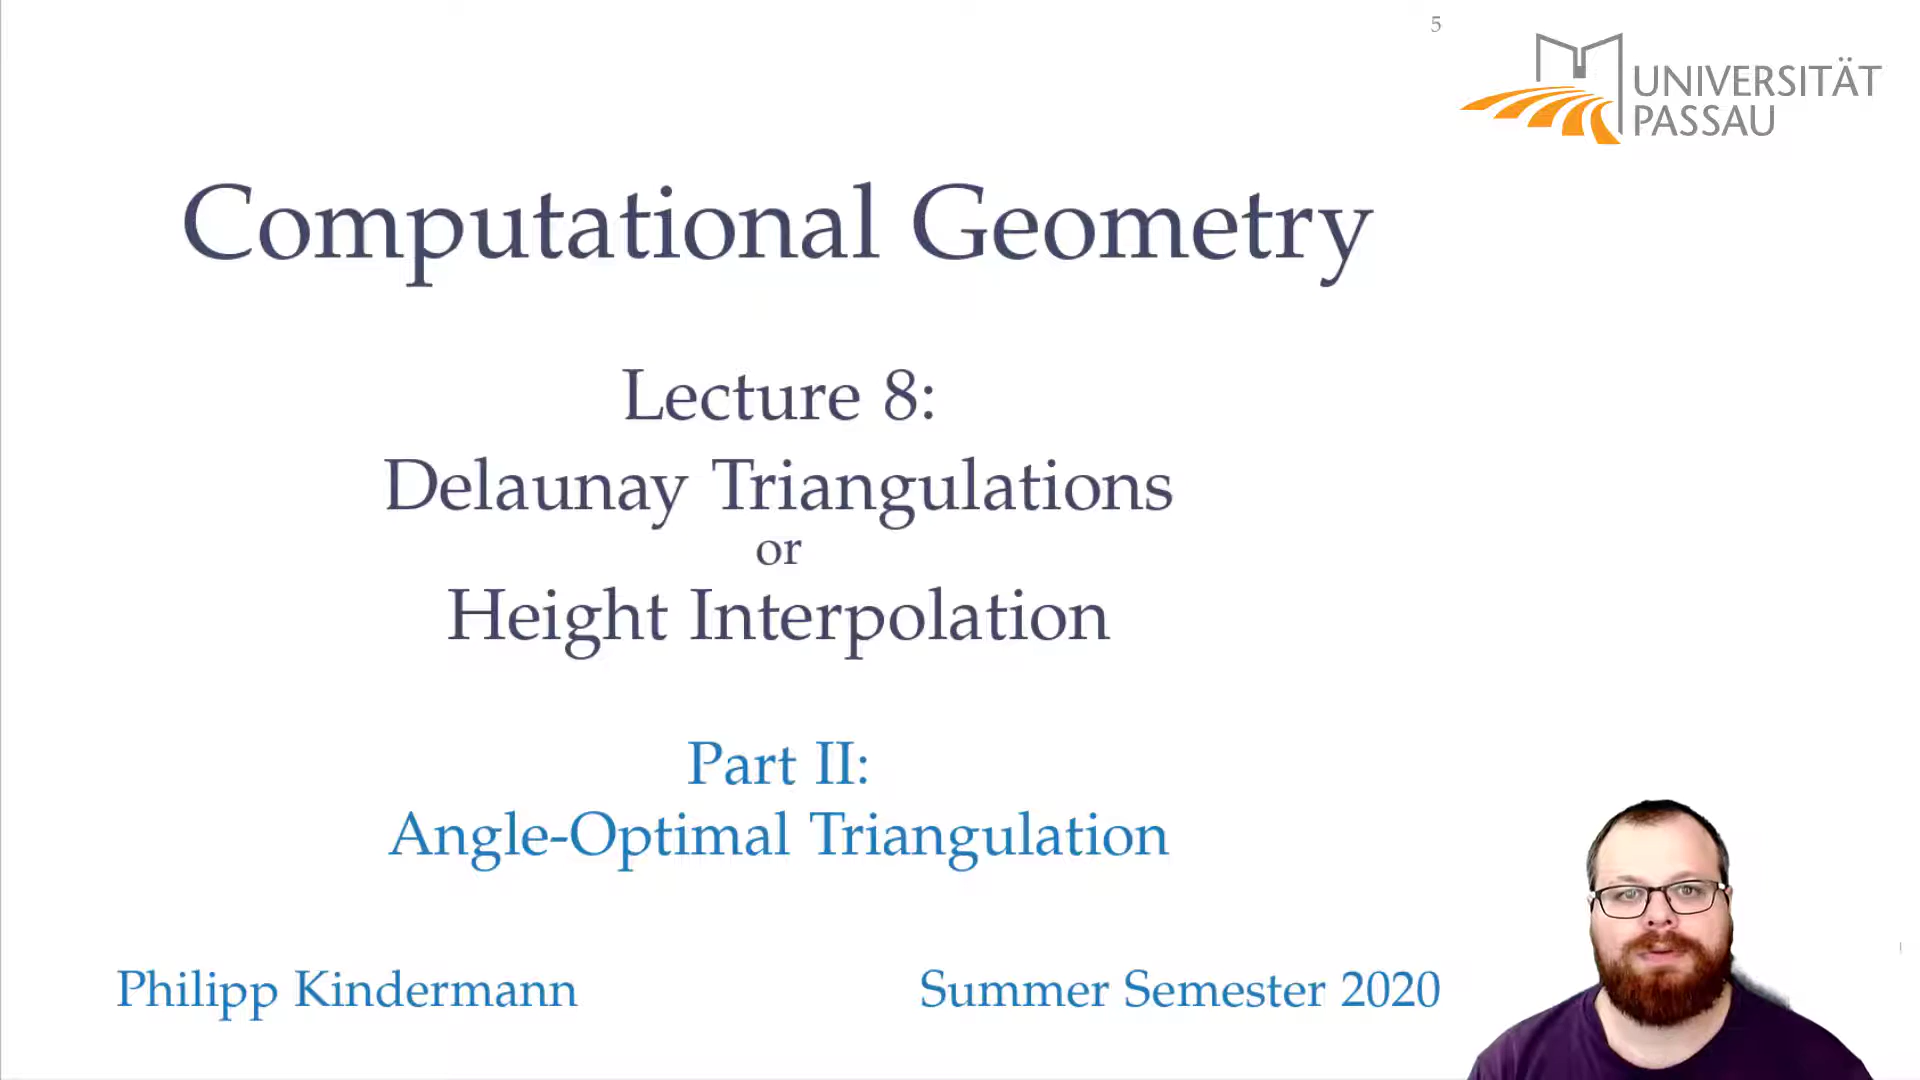 5
UNIVERSITÄT
PASSAU
Computational Geometry
Lecture 8:
Delaunay Triangulations
or
Height Interpolation
Part II:
Angle-Optimal Triangulation
Philipp Kindermann
Summer Semester 2020